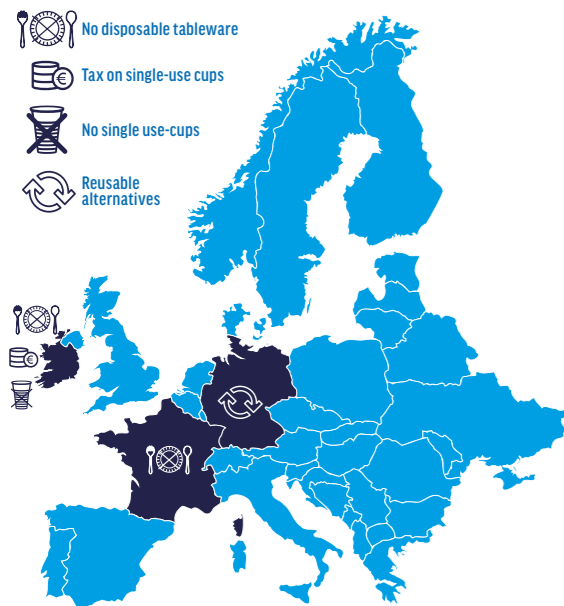 No disposable tableware
€
Tax on single-use cups
No single use-cups
Reusable
alternatives
€